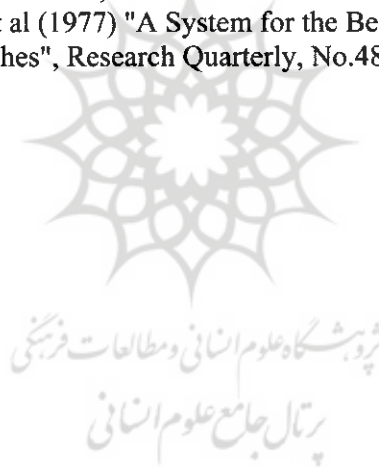 t al (1977) "A System for the Be
hes", Research Quarterly, No.48
پژوهشگاه علوم انسانی و مطالعات فرهنگی
پرتال جامع علوم انسانی